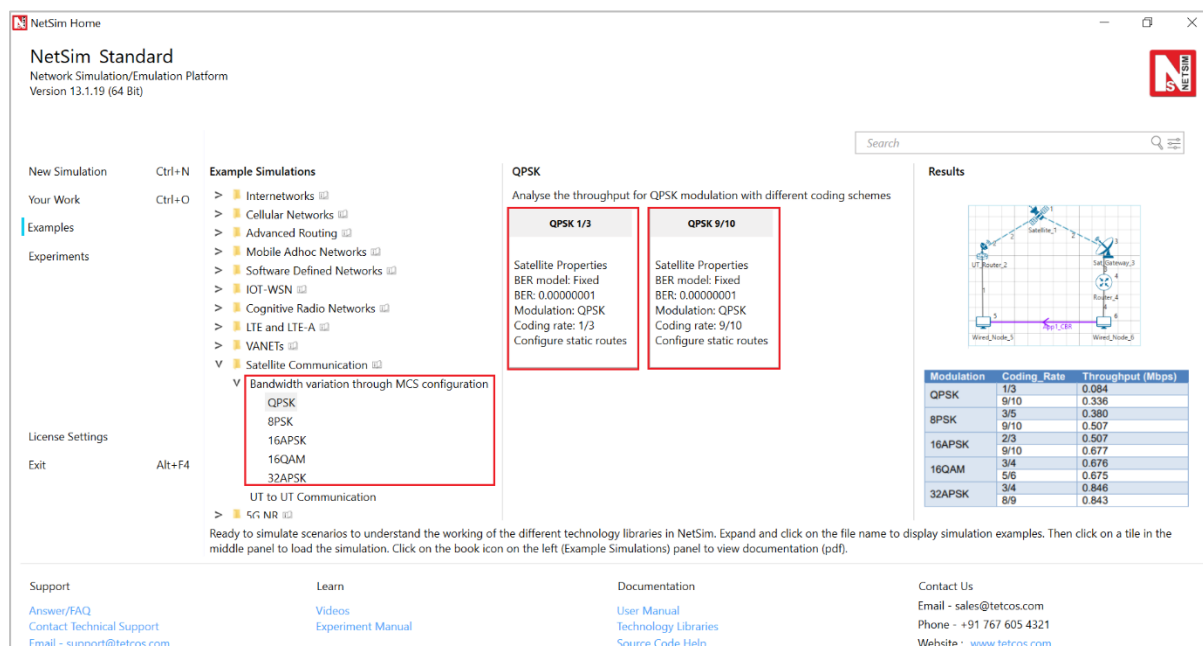 NetSim Home
NetSim Standard
Network Simulation/Emulation Platform
Version 13.1.19 (64 Bit)
NETSIM
Search
New Simulation Ctrl+N
Your Work Ctrl+O
Examples
Experiments
License Settings
Exit Alt+F4
Example Simulations
> Internetworks
> Cellular Networks
> Advanced Routing
> Mobile Adhoc Networks
> Software Defined Networks
> IOT-WSN
> Cognitive Radio Networks
> LTE and LTE-A
> VANETs
v Satellite Communication
v Bandwidth variation through MCS configuration
QPSK
8PSK
16APSK
16QAM
32APSK
UT to UT Communication
> 5G NR
QPSK
Analyse the throughput for QPSK modulation with different coding schemes
QPSK 1/3
Satellite Properties
BER model: Fixed
BER: 0.00000001
Modulation: QPSK
Coding rate: 1/3
Configure static routes
QPSK 9/10
Satellite Properties
BER model: Fixed
BER: 0.00000001
Modulation: QPSK
Coding rate: 9/10
Configure static routes
Results
1
Satellite_1
2 2 2 3
UT_Router_2 Sat_Gateway_3
4
Router_4
1 4
5 6
App1_CBR
Wired_Node_5 Wired_Node_6
Modulation Coding_Rate Throughput (Mbps)
QPSK 1/3 0.084
9/10 0.336
8PSK 3/5 0.380
9/10 0.507
16APSK 2/3 0.507
9/10 0.677
16QAM 3/4 0.676
5/6 0.675
32APSK 3/4 0.846
8/9 0.843
Ready to simulate scenarios to understand the working of the different technology libraries in NetSim. Expand and click on the file name to display simulation examples. Then click on a tile in the
middle panel to load the simulation. Click on the book icon on the left (Example Simulations) panel to view documentation (pdf).
Support
Answer/FAQ
Contact Technical Support
Email - support@tetcos.com
Learn
Videos
Experiment Manual
Documentation
User Manual
Technology Libraries
Source Code Help
Contact Us
Email - sales@tetcos.com
Phone - +91 767 605 4321
Website : www.tetcos.com